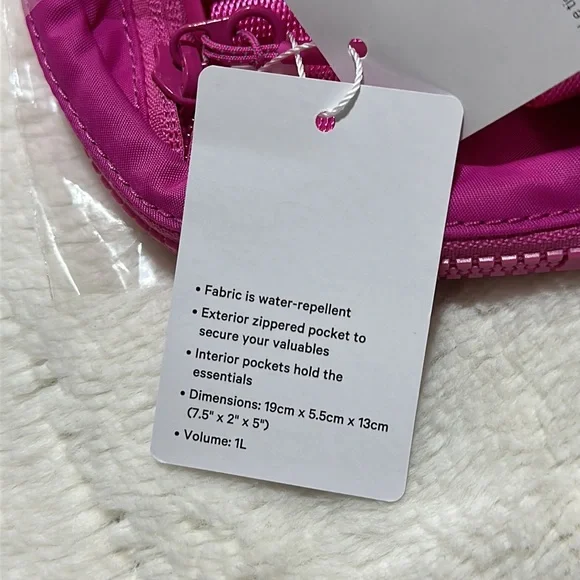 • Fabric is water-repellent
• Exterior zippered pocket to
secure your valuables
• Interior pockets hold the
essentials
• Dimensions: 19cm x 5.5cm x 13cm
(7.5" x 2" x 5")
• Volume: 1L